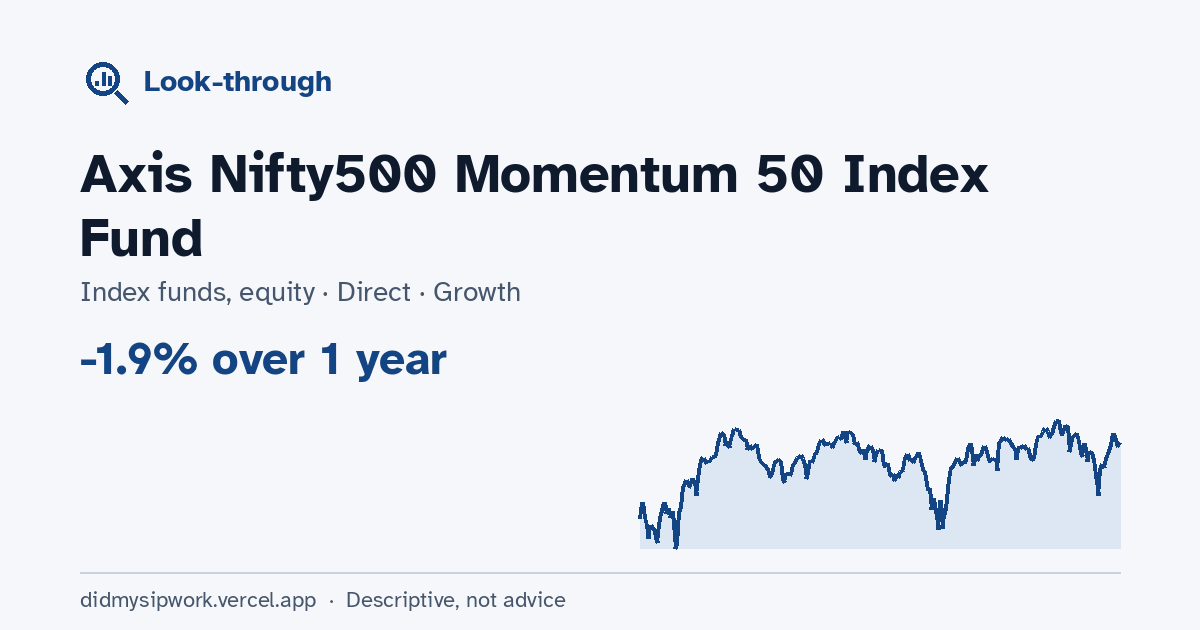 Look-through
Axis Nifty500 Momentum 50 Index
Fund
Index funds, equity · Direct · Growth
-1.9% over 1 year
didmysipwork.vercel.app · Descriptive, not advice